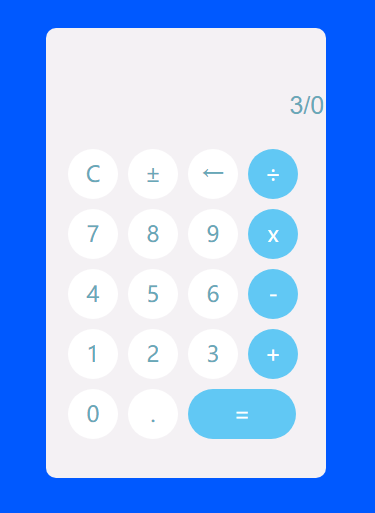 3/0
C ± ← ÷
7 8 9 x
4 5 6 -
1 2 3 +
0 . =